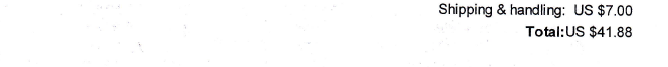 Shipping & handling: US $7.00
Total:US $41.88